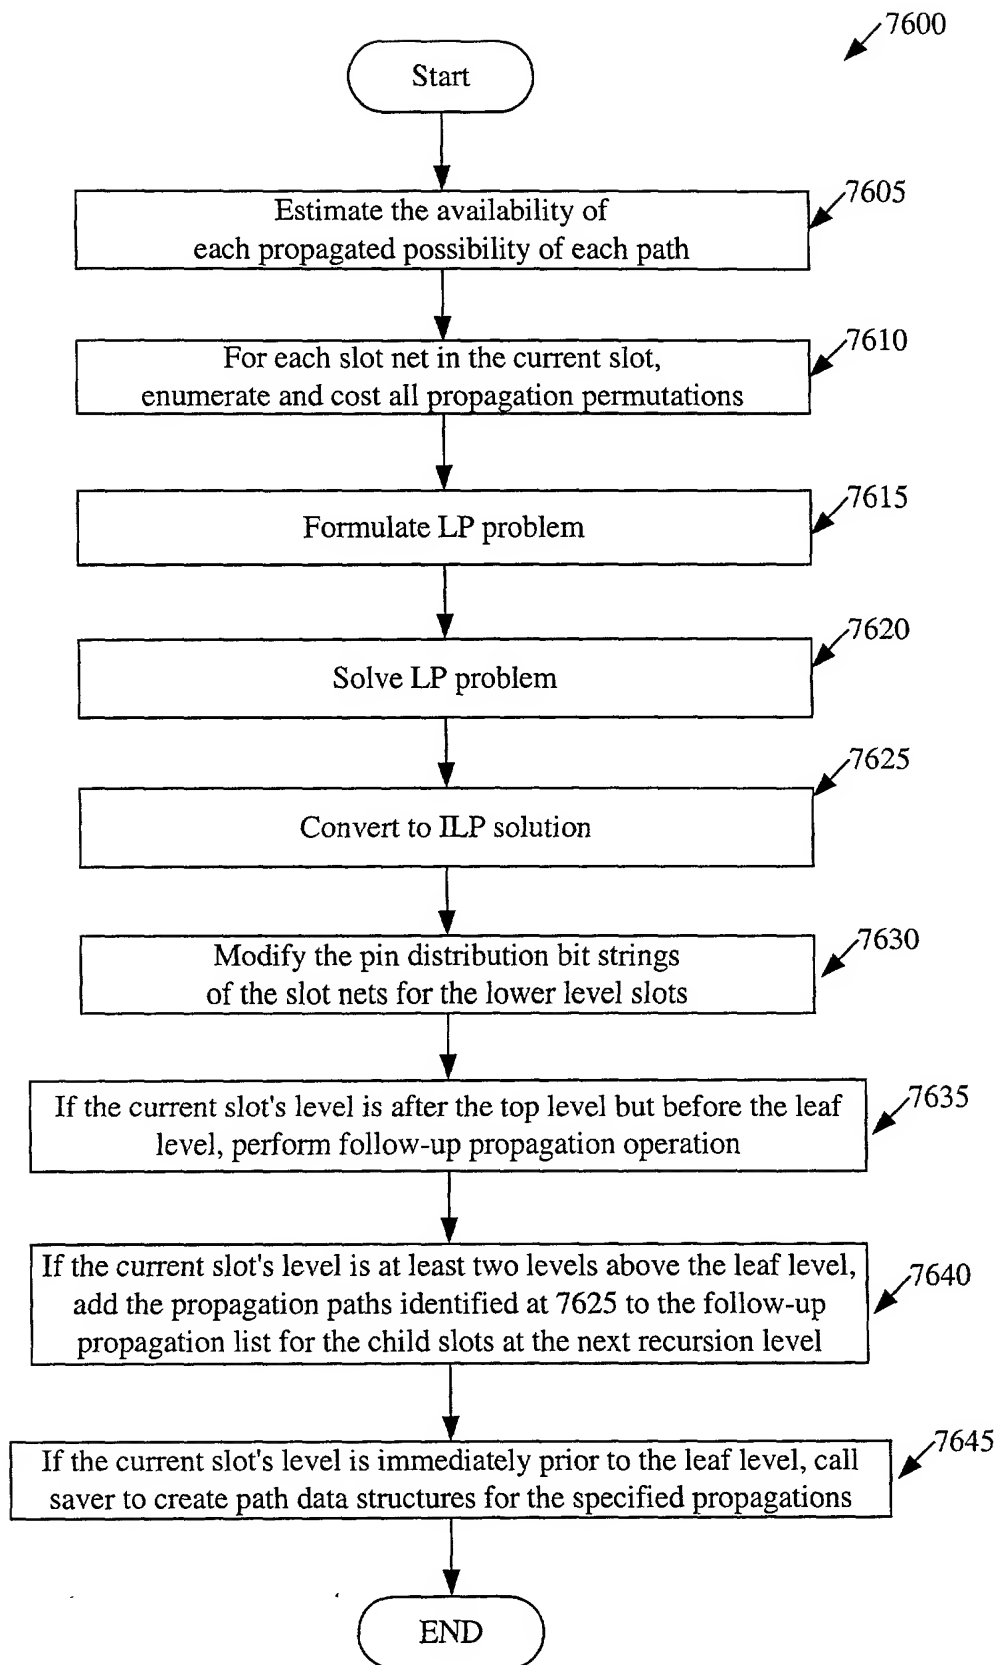 7600
Start
7605
Estimate the availability of
each propagated possibility of each path
7610
For each slot net in the current slot,
enumerate and cost all propagation permutations
7615
Formulate LP problem
7620
Solve LP problem
7625
Convert to ILP solution
7630
Modify the pin distribution bit strings
of the slot nets for the lower level slots
7635
If the current slot's level is after the top level but before the leaf
level, perform follow-up propagation operation
7640
If the current slot's level is at least two levels above the leaf level,
add the propagation paths identified at 7625 to the follow-up
propagation list for the child slots at the next recursion level
7645
If the current slot's level is immediately prior to the leaf level, call
saver to create path data structures for the specified propagations
END